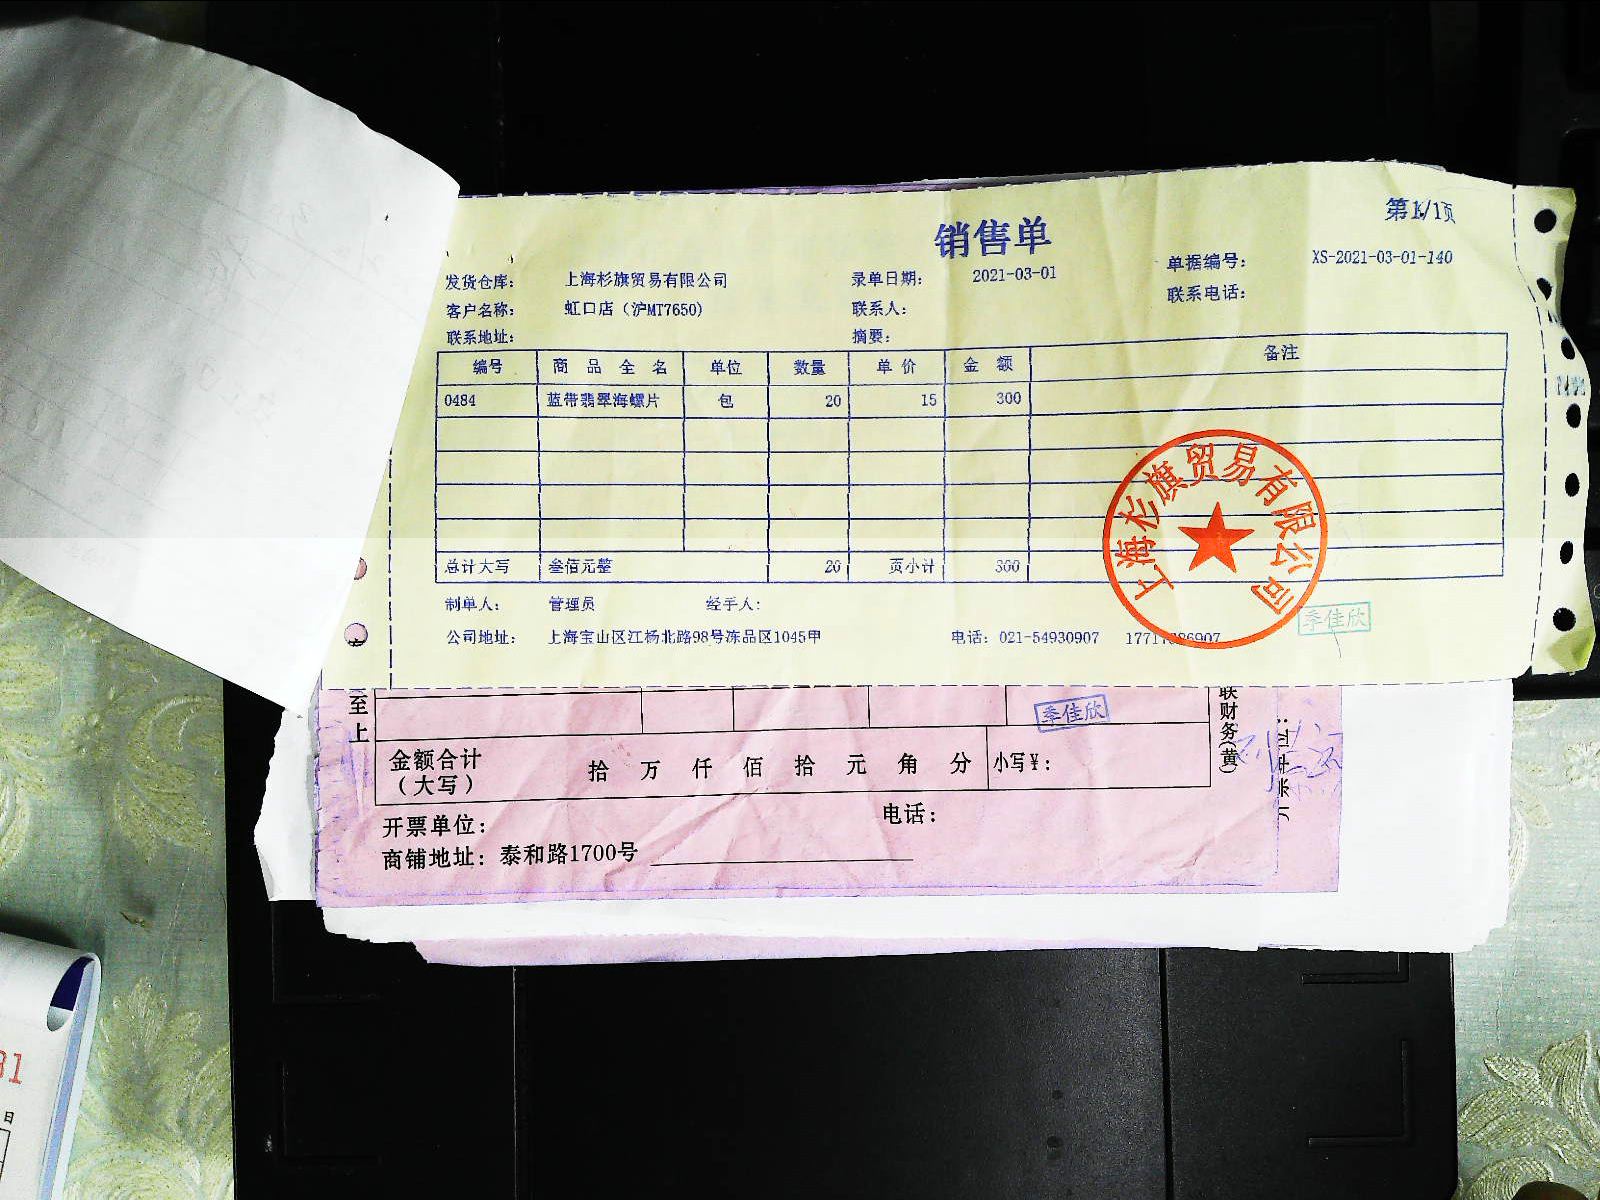 第1/1页
销售单
发货仓库： 上海杉旗贸易有限公司 录单日期： 2021-03-01 单据编号： XS-2021-03-01-140
客户名称： 虹口店（沪MT7650） 联系人： 联系电话：
联系地址： 摘要：
编号 商品全名 单位 数量 单价 金额 备注
0484 蓝带翡翠海螺片 包 20 15 300
总计大写 叁佰元整 20 页小计 300
制单人： 管理员 经手人：
公司地址： 上海宝山区江杨北路98号冻品区1045甲 电话：021-54930907
上海杉旗贸易有限公司
季佳欣
至上
季佳欣
联财务(黄)
金额合计（大写） 拾 万 仟 佰 拾 元 角 分 小写¥：
开票单位： 电话：
商铺地址：泰和路1700号
31
日